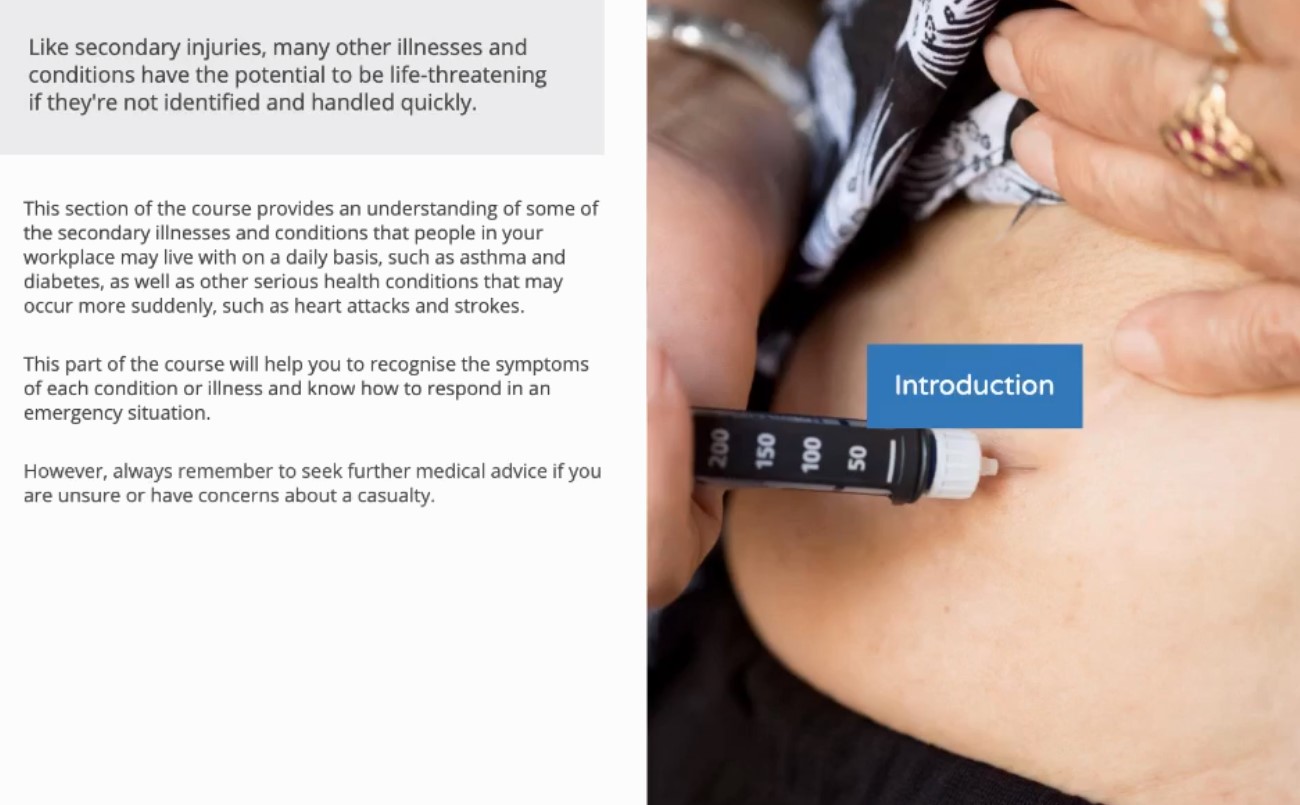 Like secondary injuries, many other illnesses and
conditions have the potential to be life-threatening
if they're not identified and handled quickly.
This section of the course provides an understanding of some of
the secondary illnesses and conditions that people in your
workplace may live with on a daily basis, such as asthma and
diabetes, as well as other serious health conditions that may
occur more suddenly, such as heart attacks and strokes.
This part of the course will help you to recognise the symptoms
of each condition or illness and know how to respond in an
emergency situation.
However, always remember to seek further medical advice if you
are unsure or have concerns about a casualty.
Introduction
200 150 100 50